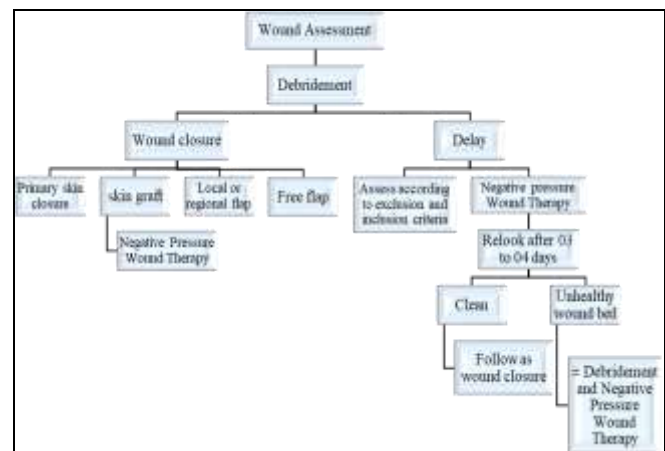 Wound Assessment
Debridement
Wound closure
Delay
Primary skin
closure
skin graft
Local or
regional flap
Free flap
Assess according
to exclusion and
inclusion criteria
Negative pressure
Wound Therapy
Negative Pressure
Wound Therapy
Relook after 03
to 04 days
Clean
Unhealthy
wound bed
Follow as
wound closure
= Debridement
and Negative
Pressure
Wound
Therapy